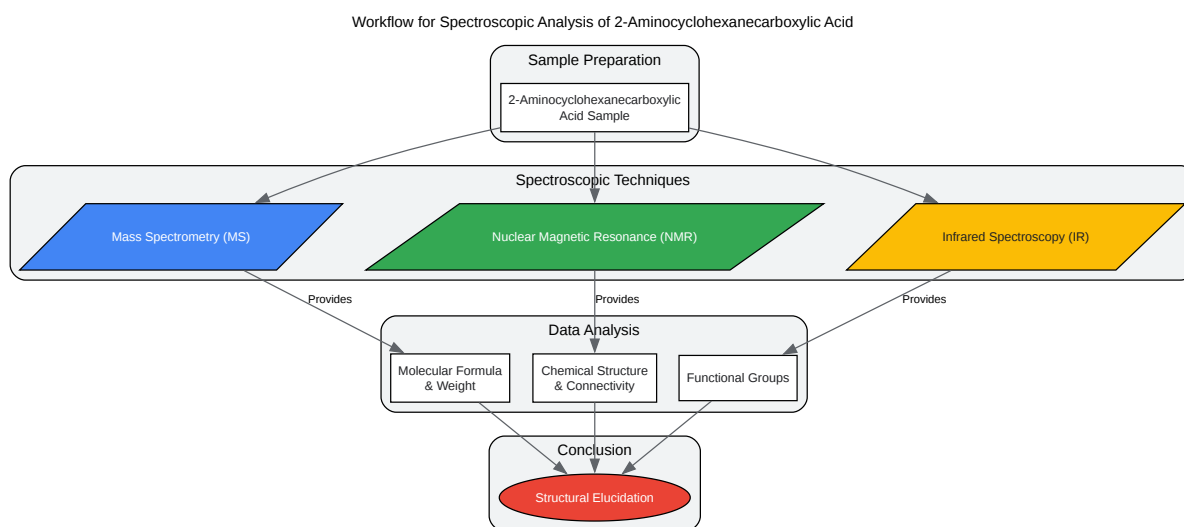 Workflow for Spectroscopic Analysis of 2-Aminocyclohexanecarboxylic Acid
Sample Preparation
2-Aminocyclohexanecarboxylic
Acid Sample
Spectroscopic Techniques
Mass Spectrometry (MS)
Nuclear Magnetic Resonance (NMR)
Infrared Spectroscopy (IR)
Provides
Provides
Provides
Data Analysis
Molecular Formula
& Weight
Chemical Structure
& Connectivity
Functional Groups
Conclusion
Structural Elucidation